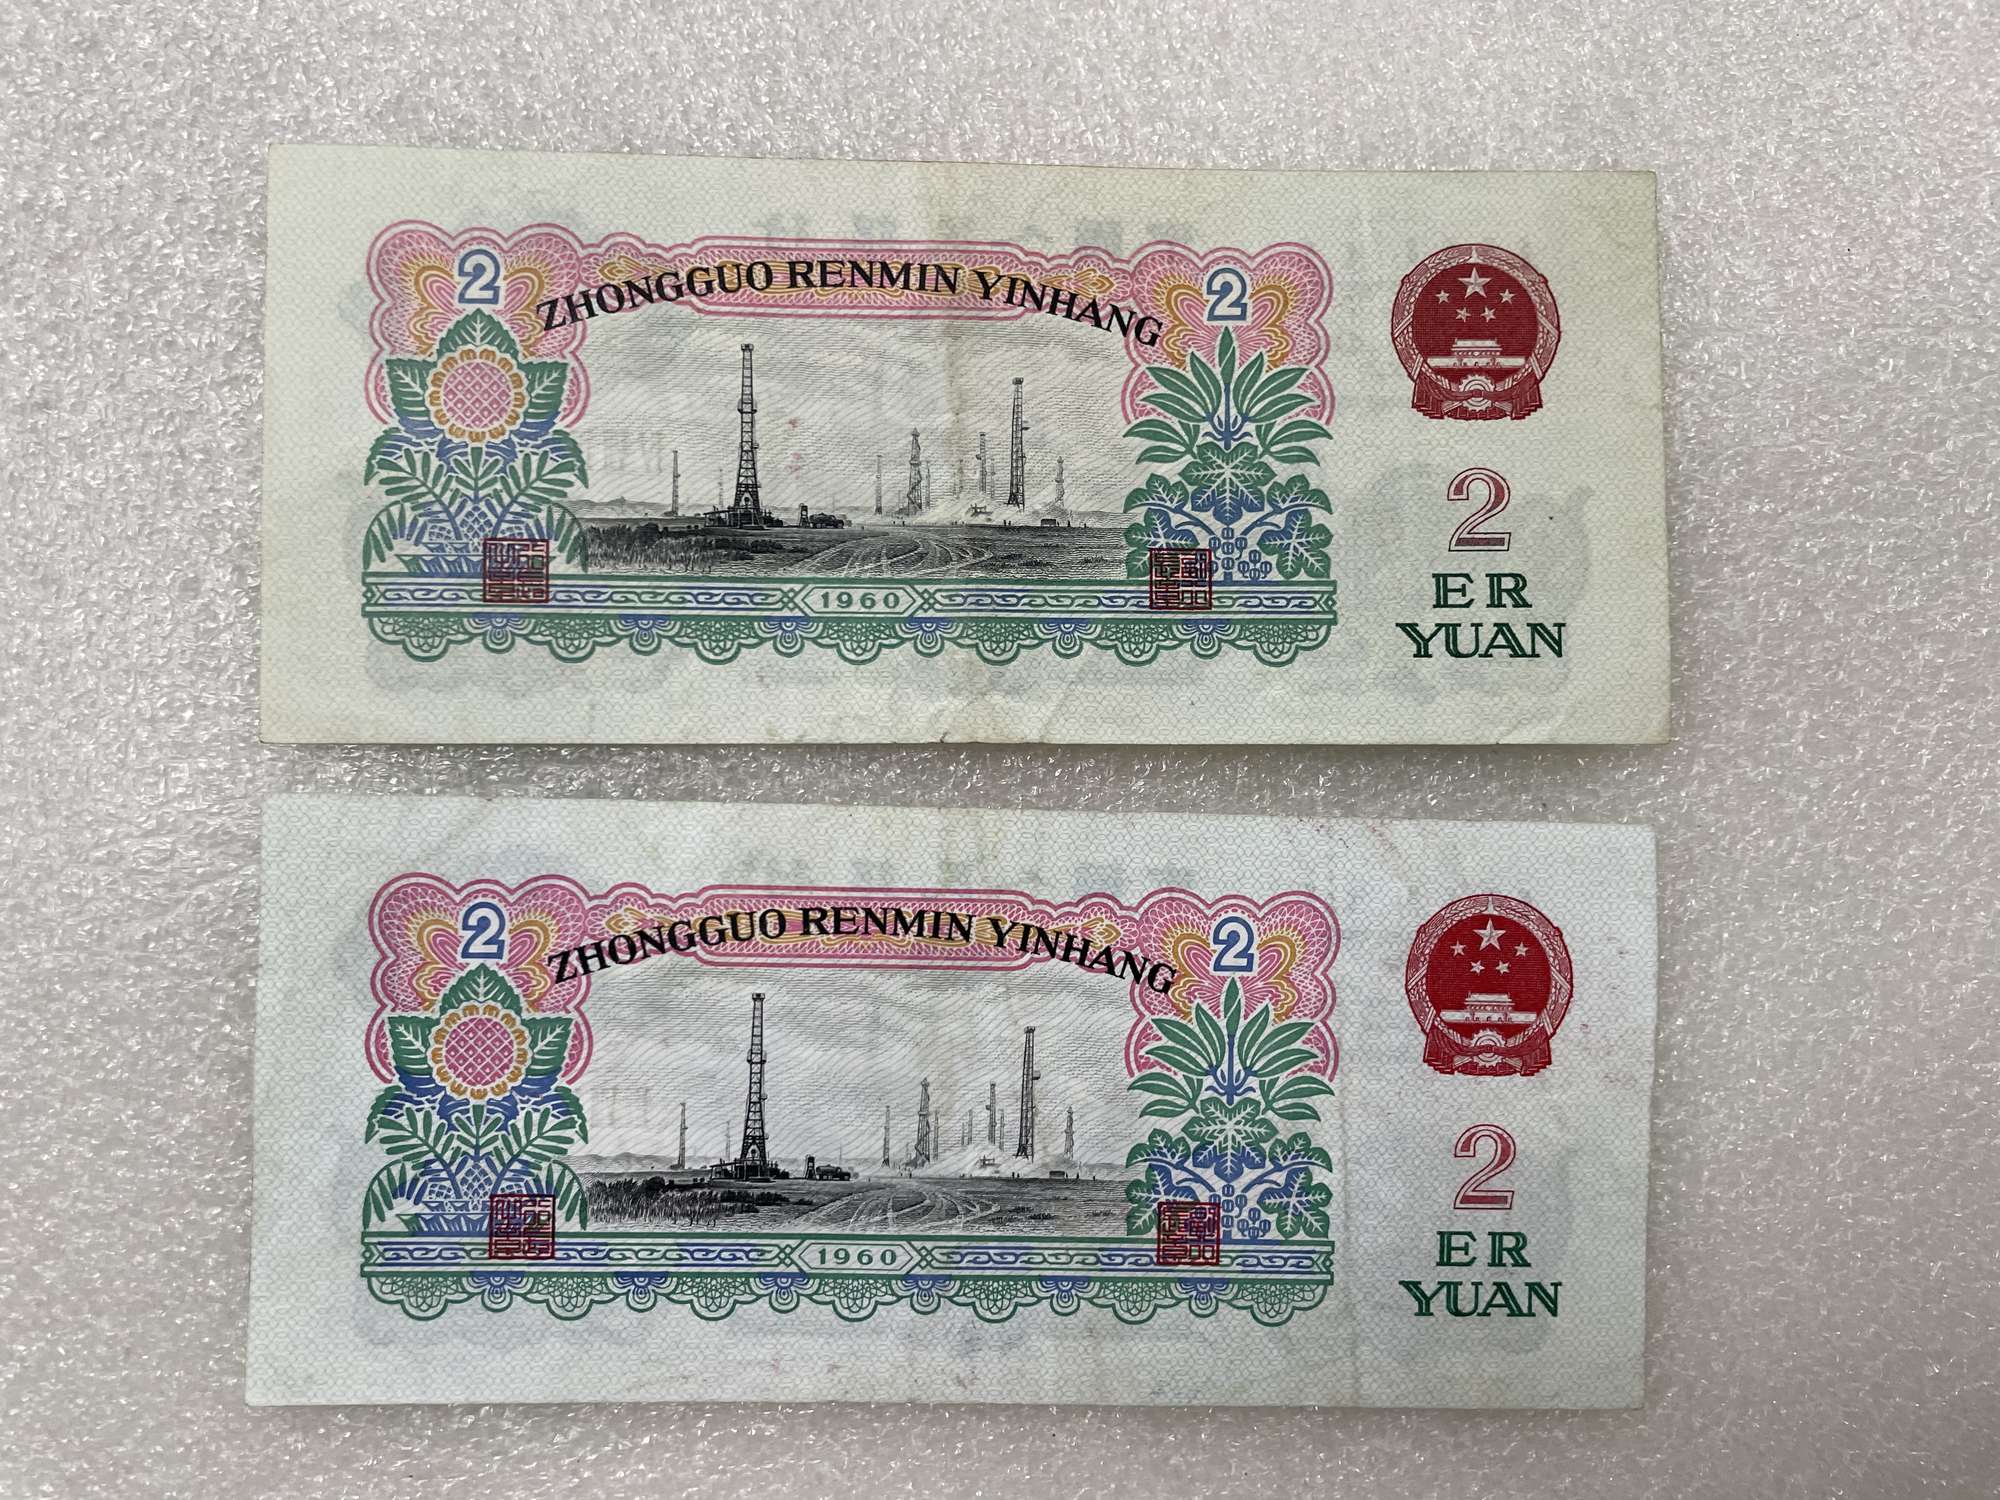 2
2
ZHONGGUO RENMIN YINHANG
1960
2
ER
YUAN
2
2
ZHONGGUO RENMIN YINHANG
1960
2
ER
YUAN